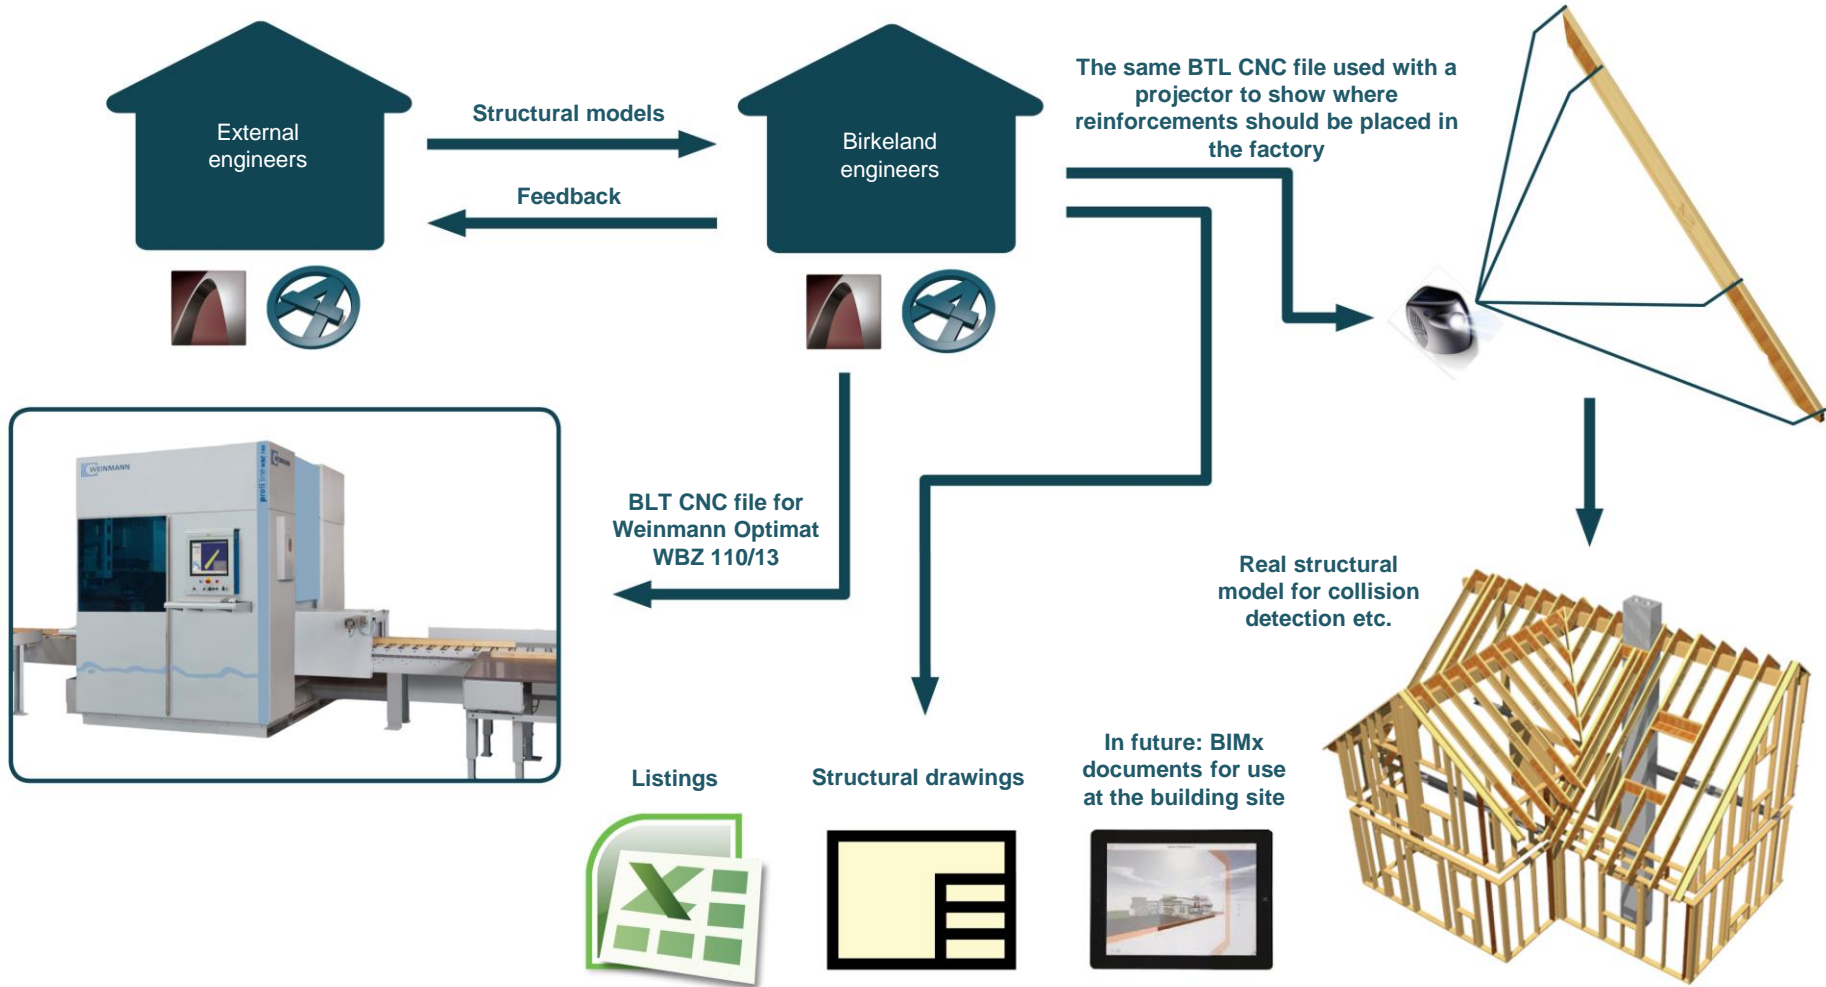 External
engineers
Structural models
Feedback
Birkeland
engineers
The same BTL CNC file used with a
projector to show where
reinforcements should be placed in
the factory
WEINMANN
BLT CNC file for
Weinmann Optimat
WBZ 110/13
Real structural
model for collision
detection etc.
Listings
Structural drawings
In future: BIMx
documents for use
at the building site